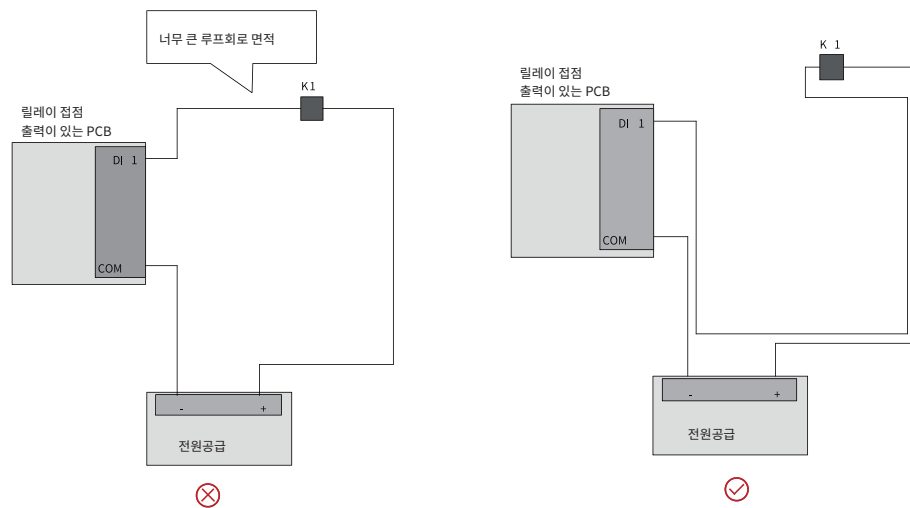 너무 큰 루프회로 면적
K1
릴레이 접점
출력이 있는 PCB
DI 1
COM
- +
전원공급
K 1
릴레이 접점
출력이 있는 PCB
DI 1
COM
- +
전원공급